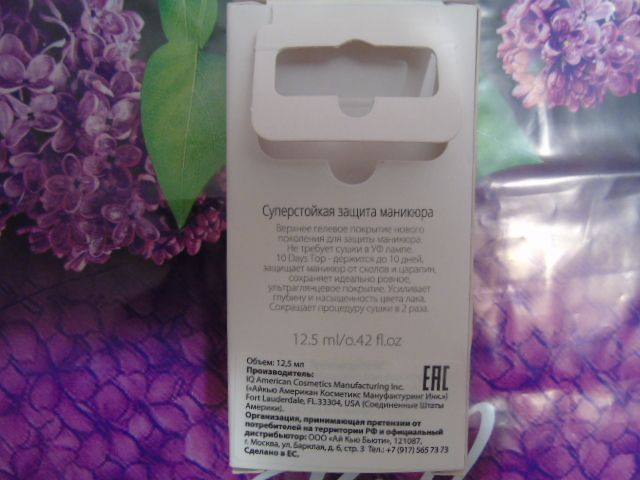 Суперстойкая защита маникюра
Верхнее гелевое покрытие нового
поколения для защиты маникюра.
Не требует сушки в УФ лампе.
10 Days Top - держится до 10 дней,
защищает маникюр от сколов и царапин,
сохраняет идеально ровное,
ультраглянцевое покрытие. Усиливает
глубину и насыщенность цвета лака.
Сокращает процедуру сушки в 2 раза.
12.5 ml/0.42 fl.oz
Объем: 12,5 мл
Производитель:
IQ American Cosmetics Manufacturing Inc.
(«Айкью Американ Косметикс Мануфактуринг Инк.»)
Fort Lauderdale, FL.33304, USA (Соединенные Штаты
Америки).
Организация, принимающая претензии от
потребителей на территории РФ и официальный
дистрибьютор: ООО «Ай Кью Бьюти», 121087,
г. Москва, ул. Барклая, д. 6, стр. 3 Тел.: +7 (917) 565 73 73
Сделано в ЕС.
EAC